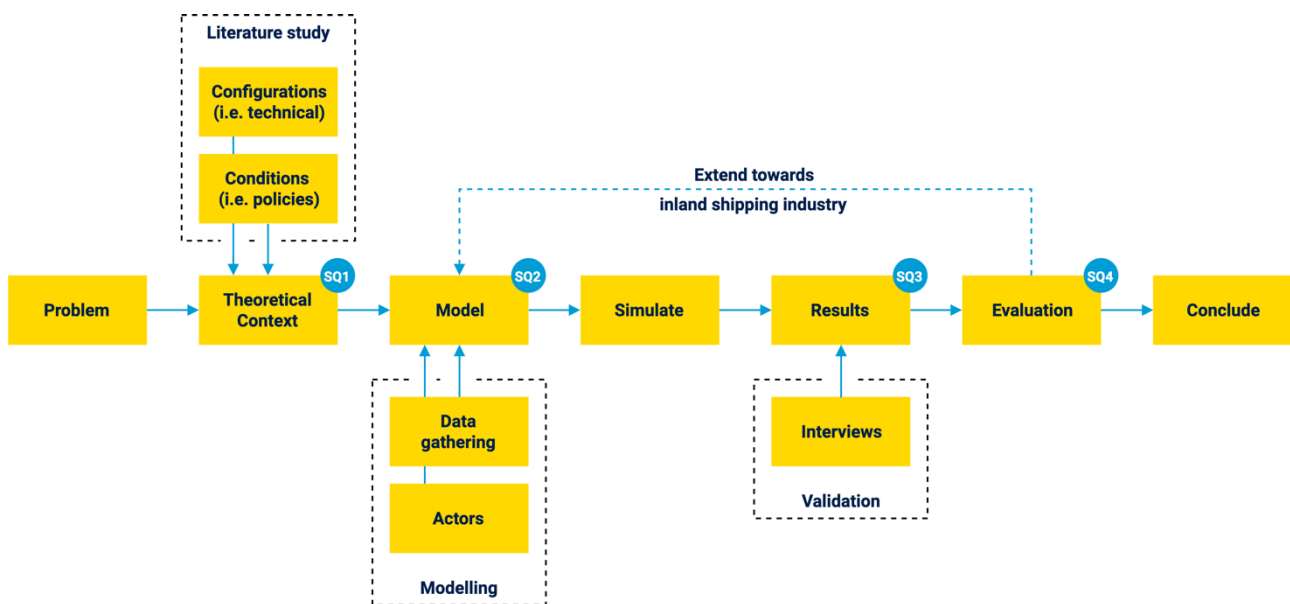 Literature study
Configurations
(i.e. technical)
Conditions
(i.e. policies)
Extend towards
inland shipping industry
SQ1
SQ2
SQ3
SQ4
Problem
Theoretical
Context
Model
Simulate
Results
Evaluation
Conclude
Data
gathering
Actors
Modelling
Interviews
Validation